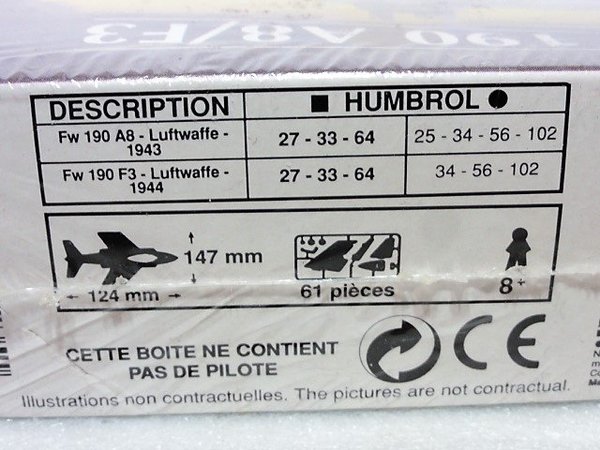 190 A8/F3
DESCRIPTION ■ HUMBROL ●
Fw 190 A8 - Luftwaffe - 1943 27 - 33 - 64 25 - 34 - 56 - 102
Fw 190 F3 - Luftwaffe - 1944 27 - 33 - 64 34 - 56 - 102
147 mm
124 mm
61 pièces
8+
CETTE BOITE NE CONTIENT
PAS DE PILOTE
CE
Illustrations non contractuelles. The pictures are not contractual.